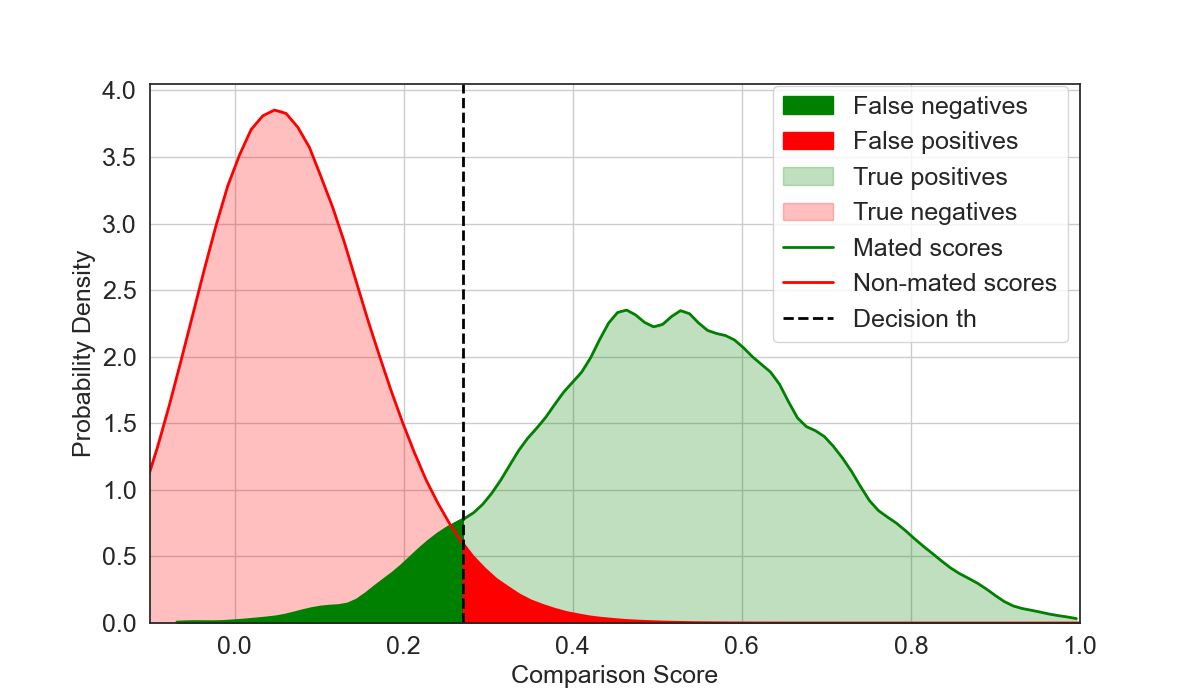 4.0
3.5
3.0
2.5
2.0
1.5
1.0
0.5
0.0
Probability Density
0.0 0.2 0.4 0.6 0.8 1.0
Comparison Score
False negatives
False positives
True positives
True negatives
Mated scores
Non-mated scores
Decision th